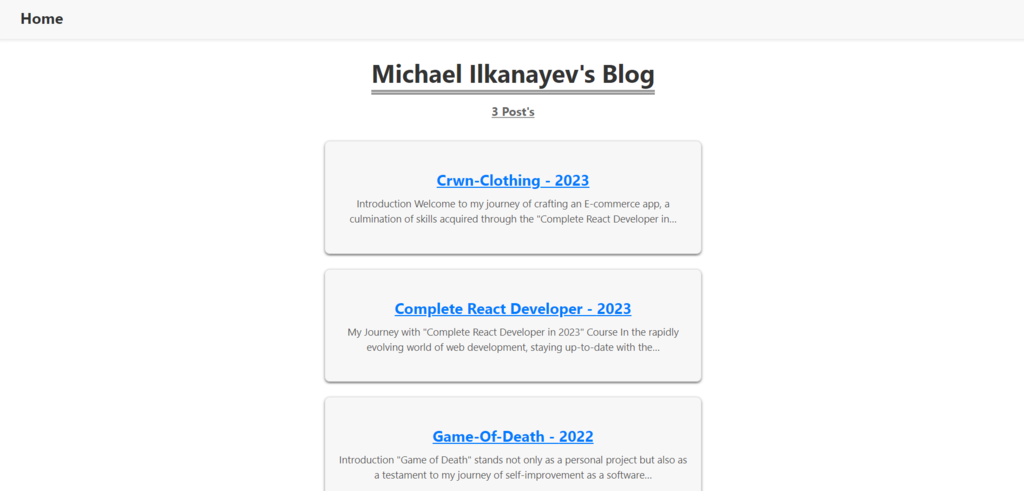 Home
Michael Ilkanayev's Blog
3 Post's
Crwn-Clothing - 2023
Introduction Welcome to my journey of crafting an E-commerce app, a
culmination of skills acquired through the "Complete React Developer in...
Complete React Developer - 2023
My Journey with "Complete React Developer in 2023" Course In the rapidly
evolving world of web development, staying up-to-date with the...
Game-Of-Death - 2022
Introduction "Game of Death" stands not only as a personal project but also as
a testament to my journey of self-improvement as a software...